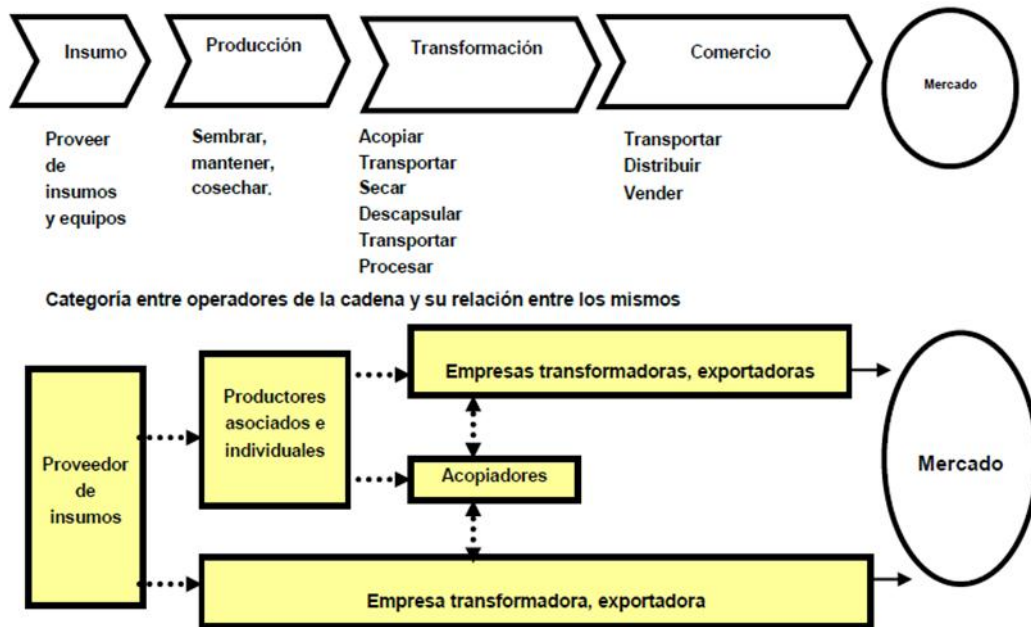 Insumo
Producción
Transformación
Comercio
Mercado
Proveer
de
insumos
y equipos
Sembrar,
mantener,
cosechar.
Acopiar
Transportar
Secar
Descapsular
Transportar
Procesar
Transportar
Distribuir
Vender
Categoría entre operadores de la cadena y su relación entre los mismos
Proveedor
de
insumos
Productores
asociados e
individuales
Empresas transformadoras, exportadoras
Acopiadores
Empresa transformadora, exportadora
Mercado